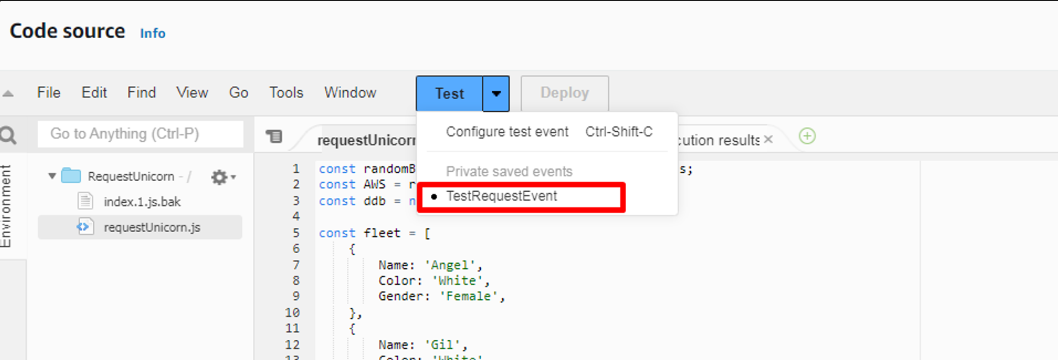 Code source Info
File Edit Find View Go Tools Window Test Deploy
Go to Anything (Ctrl-P)
Configure test event Ctrl-Shift-C
Private saved events
TestRequestEvent
Environment
RequestUnicorn - /
index.1.js.bak
requestUnicorn.js
requestUnicorn cution results
1 const randomB s;
2 const AWS = r
3 const ddb = n
4
5 const fleet = [
6 {
7 Name: 'Angel',
8 Color: 'White',
9 Gender: 'Female',
10 },
11 {
12 Name: 'Gil',
13 Color: 'White'